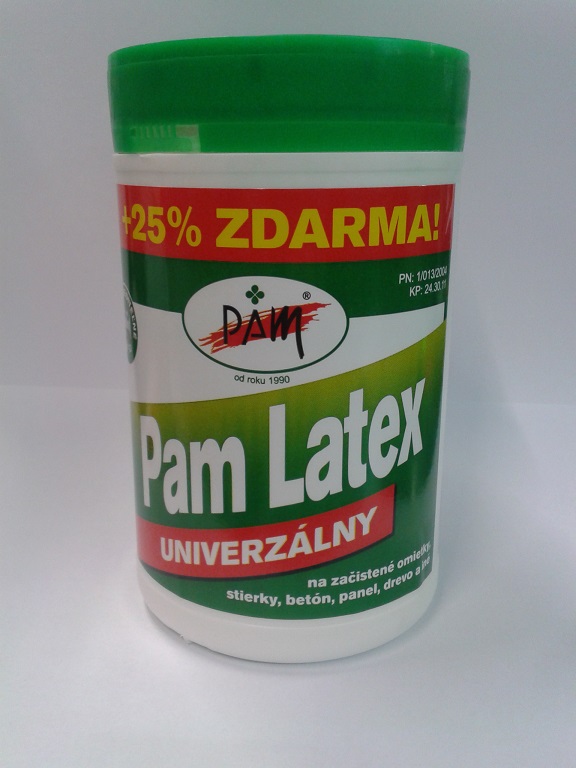 +25% ZDARMA!
PN: 1/013/2004
KP: 24.30.11
PAM ®
od roku 1990
Pam Latex
UNIVERZÁLNY
na začistené omietky,
stierky, betón, panel, drevo a iné